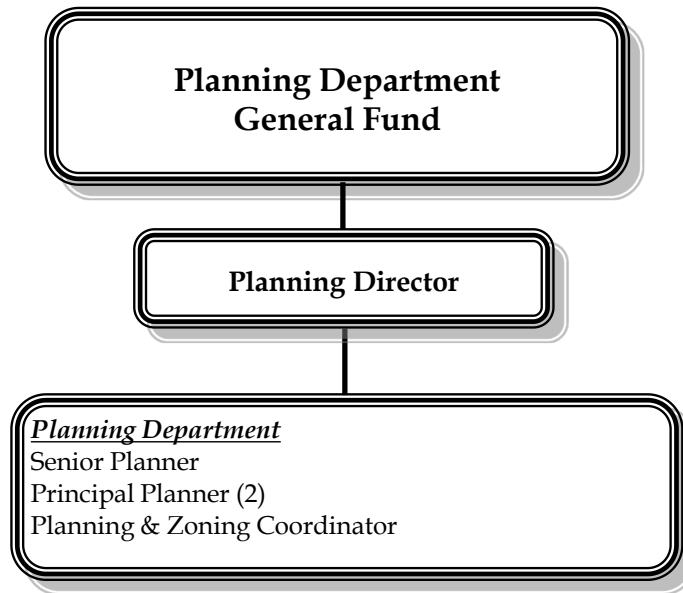 Planning Department
General Fund
Planning Director
Planning Department
Senior Planner
Principal Planner (2)
Planning & Zoning Coordinator